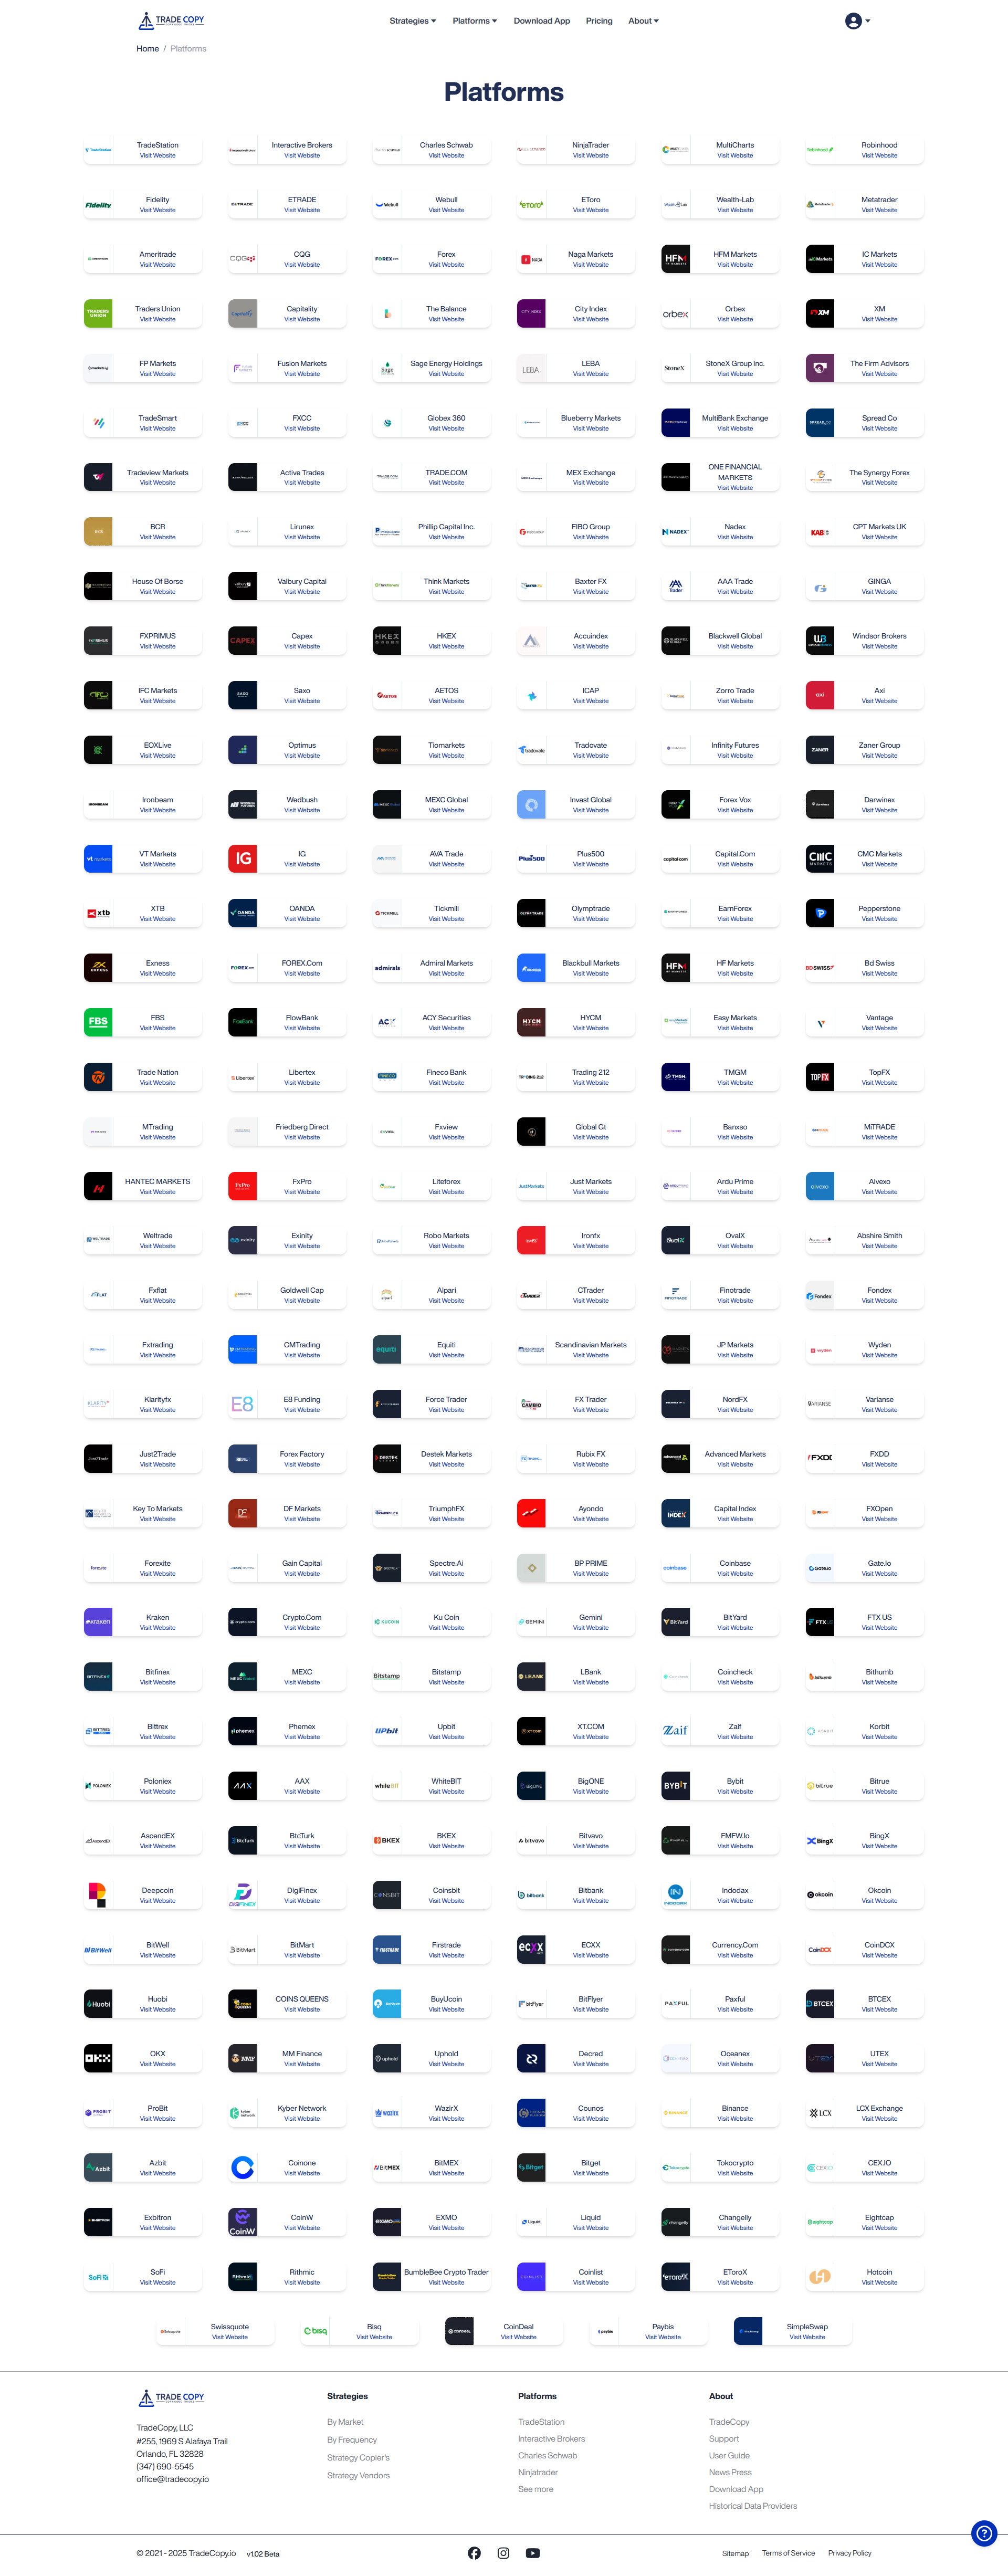 TRADE COPY
Strategies Platforms Download App Pricing About
Home / Platforms
Platforms
TradeStation Interactive Brokers Charles Schwab NinjaTrader MultiCharts Robinhood
Visit Website Visit Website Visit Website Visit Website Visit Website Visit Website
Fidelity ETRADE Webull EToro Wealth-Lab Metatrader
Visit Website Visit Website Visit Website Visit Website Visit Website Visit Website
Ameritrade CQG Forex Naga Markets HFM Markets IC Markets
Visit Website Visit Website Visit Website Visit Website Visit Website Visit Website
Traders Union Capitality The Balance City Index Orbex XM
Visit Website Visit Website Visit Website Visit Website Visit Website Visit Website
FP Markets Fusion Markets Sage Energy Holdings LEBA StoneX Group Inc. The Firm Advisors
Visit Website Visit Website Visit Website Visit Website Visit Website Visit Website
TradeSmart FXCC Globex 360 Blueberry Markets MultiBank Exchange Spread Co
Visit Website Visit Website Visit Website Visit Website Visit Website Visit Website
Tradeview Markets Active Trades TRADE.COM MEX Exchange ONE FINANCIAL MARKETS The Synergy Forex
Visit Website Visit Website Visit Website Visit Website Visit Website Visit Website
BCR Lirunex Phillip Capital Inc. FIBO Group Nadex CPT Markets UK
Visit Website Visit Website Visit Website Visit Website Visit Website Visit Website
House Of Borse Valbury Capital Think Markets Baxter FX AAA Trade GINGA
Visit Website Visit Website Visit Website Visit Website Visit Website Visit Website
FXPRIMUS Capex HKEX Accuindex Blackwell Global Windsor Brokers
Visit Website Visit Website Visit Website Visit Website Visit Website Visit Website
IFC Markets Saxo AETOS ICAP Zorro Trade Axi
Visit Website Visit Website Visit Website Visit Website Visit Website Visit Website
EOXLive Optimus Tiomarkets Tradovate Infinity Futures Zaner Group
Visit Website Visit Website Visit Website Visit Website Visit Website Visit Website
Ironbeam Wedbush MEXC Global Invast Global Forex Vox Darwinex
Visit Website Visit Website Visit Website Visit Website Visit Website Visit Website
VT Markets IG AVA Trade Plus500 Capital.Com CMC Markets
Visit Website Visit Website Visit Website Visit Website Visit Website Visit Website
XTB OANDA Tickmill Olymptrade EarnForex Pepperstone
Visit Website Visit Website Visit Website Visit Website Visit Website Visit Website
Exness FOREX.Com Admiral Markets Blackbull Markets HF Markets Bd Swiss
Visit Website Visit Website Visit Website Visit Website Visit Website Visit Website
FBS FlowBank ACY Securities HYCM Easy Markets Vantage
Visit Website Visit Website Visit Website Visit Website Visit Website Visit Website
Trade Nation Libertex Fineco Bank Trading 212 TMGM TopFX
Visit Website Visit Website Visit Website Visit Website Visit Website Visit Website
MTrading Friedberg Direct Fxview Global Gt Banxso MITRADE
Visit Website Visit Website Visit Website Visit Website Visit Website Visit Website
HANTEC MARKETS FxPro Liteforex Just Markets Ardu Prime Alvexo
Visit Website Visit Website Visit Website Visit Website Visit Website Visit Website
Weltrade Exinity Robo Markets Ironfx OvalX Abshire Smith
Visit Website Visit Website Visit Website Visit Website Visit Website Visit Website
Fxflat Goldwell Cap Alpari CTrader Finotrade Fondex
Visit Website Visit Website Visit Website Visit Website Visit Website Visit Website
Fxtrading CMTrading Equiti Scandinavian Markets JP Markets Wyden
Visit Website Visit Website Visit Website Visit Website Visit Website Visit Website
Klarityfx E8 Funding Force Trader FX Trader NordFX Varianse
Visit Website Visit Website Visit Website Visit Website Visit Website Visit Website
Just2Trade Forex Factory Destek Markets Rubix FX Advanced Markets FXDD
Visit Website Visit Website Visit Website Visit Website Visit Website Visit Website
Key To Markets DF Markets TriumphFX Ayondo Capital Index FXOpen
Visit Website Visit Website Visit Website Visit Website Visit Website Visit Website
Forexite Gain Capital Spectre.Ai BP PRIME Coinbase Gate.Io
Visit Website Visit Website Visit Website Visit Website Visit Website Visit Website
Kraken Crypto.Com Ku Coin Gemini BitYard FTX US
Visit Website Visit Website Visit Website Visit Website Visit Website Visit Website
Bitfinex MEXC Bitstamp LBank Coincheck Bithumb
Visit Website Visit Website Visit Website Visit Website Visit Website Visit Website
Bittrex Phemex Upbit XT.COM Zaif Korbit
Visit Website Visit Website Visit Website Visit Website Visit Website Visit Website
Poloniex AAX WhiteBIT BigONE Bybit Bitrue
Visit Website Visit Website Visit Website Visit Website Visit Website Visit Website
AscendEX BtcTurk BKEX Bitvavo FMFW.Io BingX
Visit Website Visit Website Visit Website Visit Website Visit Website Visit Website
Deepcoin DigiFinex Coinsbit Bitbank Indodax Okcoin
Visit Website Visit Website Visit Website Visit Website Visit Website Visit Website
BitWell BitMart Firstrade ECXX Currency.Com CoinDCX
Visit Website Visit Website Visit Website Visit Website Visit Website Visit Website
Huobi COINS QUEENS BuyUcoin BitFlyer Paxful BTCEX
Visit Website Visit Website Visit Website Visit Website Visit Website Visit Website
OKX MM Finance Uphold Decred Oceanex UTEX
Visit Website Visit Website Visit Website Visit Website Visit Website Visit Website
ProBit Kyber Network WazirX Counos Binance LCX Exchange
Visit Website Visit Website Visit Website Visit Website Visit Website Visit Website
Azbit Coinone BitMEX Bitget Tokocrypto CEX.IO
Visit Website Visit Website Visit Website Visit Website Visit Website Visit Website
Exbitron CoinW EXMO Liquid Changelly Eightcap
Visit Website Visit Website Visit Website Visit Website Visit Website Visit Website
SoFi Rithmic BumbleBee Crypto Trader Coinlist EToroX Hotcoin
Visit Website Visit Website Visit Website Visit Website Visit Website Visit Website
Swissquote Bisq CoinDeal Paybis SimpleSwap
Visit Website Visit Website Visit Website Visit Website Visit Website
TRADE COPY
TradeCopy, LLC
#255, 1969 S Alafaya Trail
Orlando, FL 32828
(347) 690-5545
office@tradecopy.io
Strategies
By Market
By Frequency
Strategy Copier's
Strategy Vendors
Platforms
TradeStation
Interactive Brokers
Charles Schwab
Ninjatrader
See more
About
TradeCopy
Support
User Guide
News Press
Download App
Historical Data Providers
© 2021 - 2025 TradeCopy.io v1.02 Beta
Sitemap Terms of Service Privacy Policy